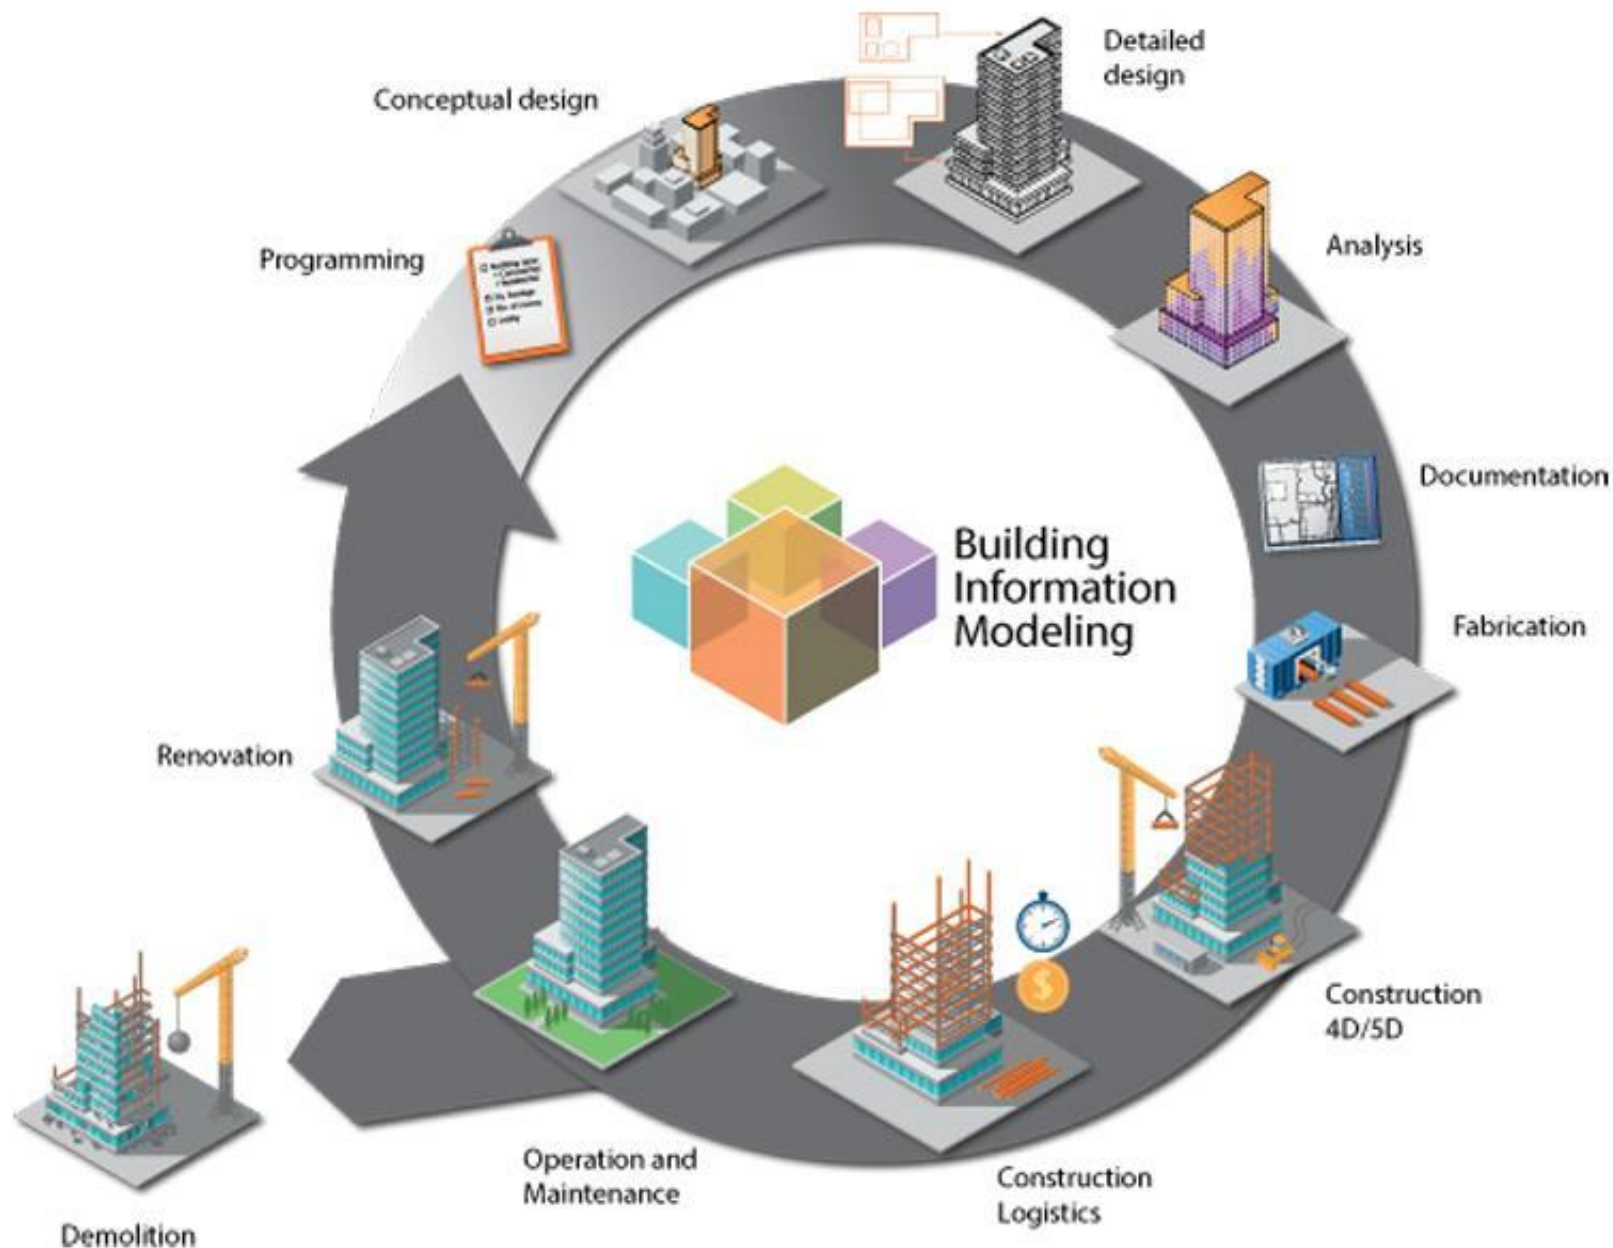 Detailed
design
Conceptual design
Programming
Analysis
Documentation
Building
Information
Modeling
Fabrication
Renovation
$
Construction
4D/5D
Operation and
Maintenance
Construction
Logistics
Demolition